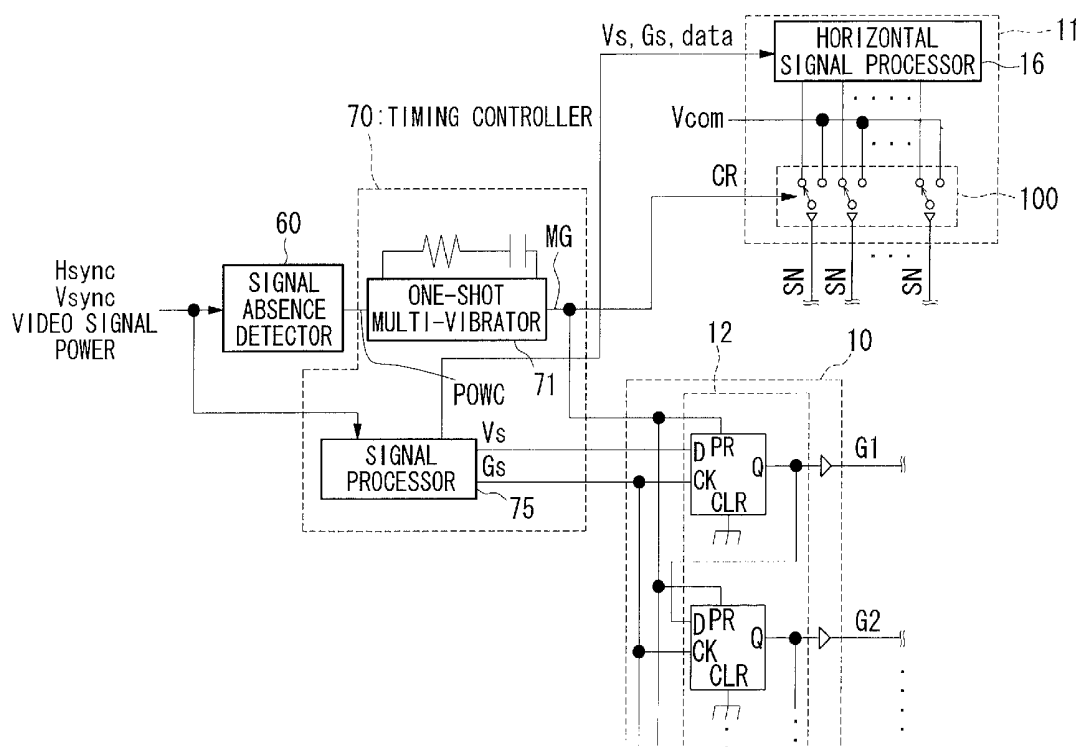 Vs, Gs, data
HORIZONTAL
SIGNAL PROCESSOR
11
16
70:TIMING CONTROLLER
Vcom
CR
100
60
MG
Hsync
Vsync
VIDEO SIGNAL
POWER
SIGNAL
ABSENCE
DETECTOR
ONE-SHOT
MULTI-VIBRATOR
SN
SN
SN
71
12
10
POWC
Vs
Gs
SIGNAL
PROCESSOR
75
D
PR
Q
CK
CLR
G1
D
PR
Q
CK
CLR
G2